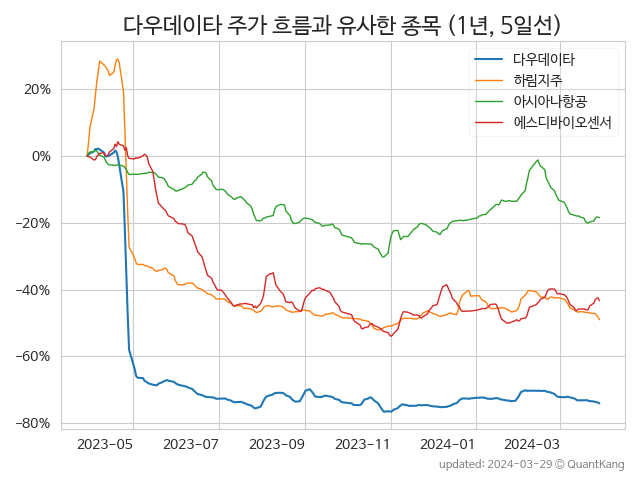 다우데이타 주가 흐름과 유사한 종목 (1년, 5일선)
다우데이타
하림지주
아시아나항공
에스디바이오센서
20%
0%
−20%
−40%
−60%
−80%
2023-05 2023-07 2023-09 2023-11 2024-01 2024-03
updated: 2024-03-29 © QuantKang